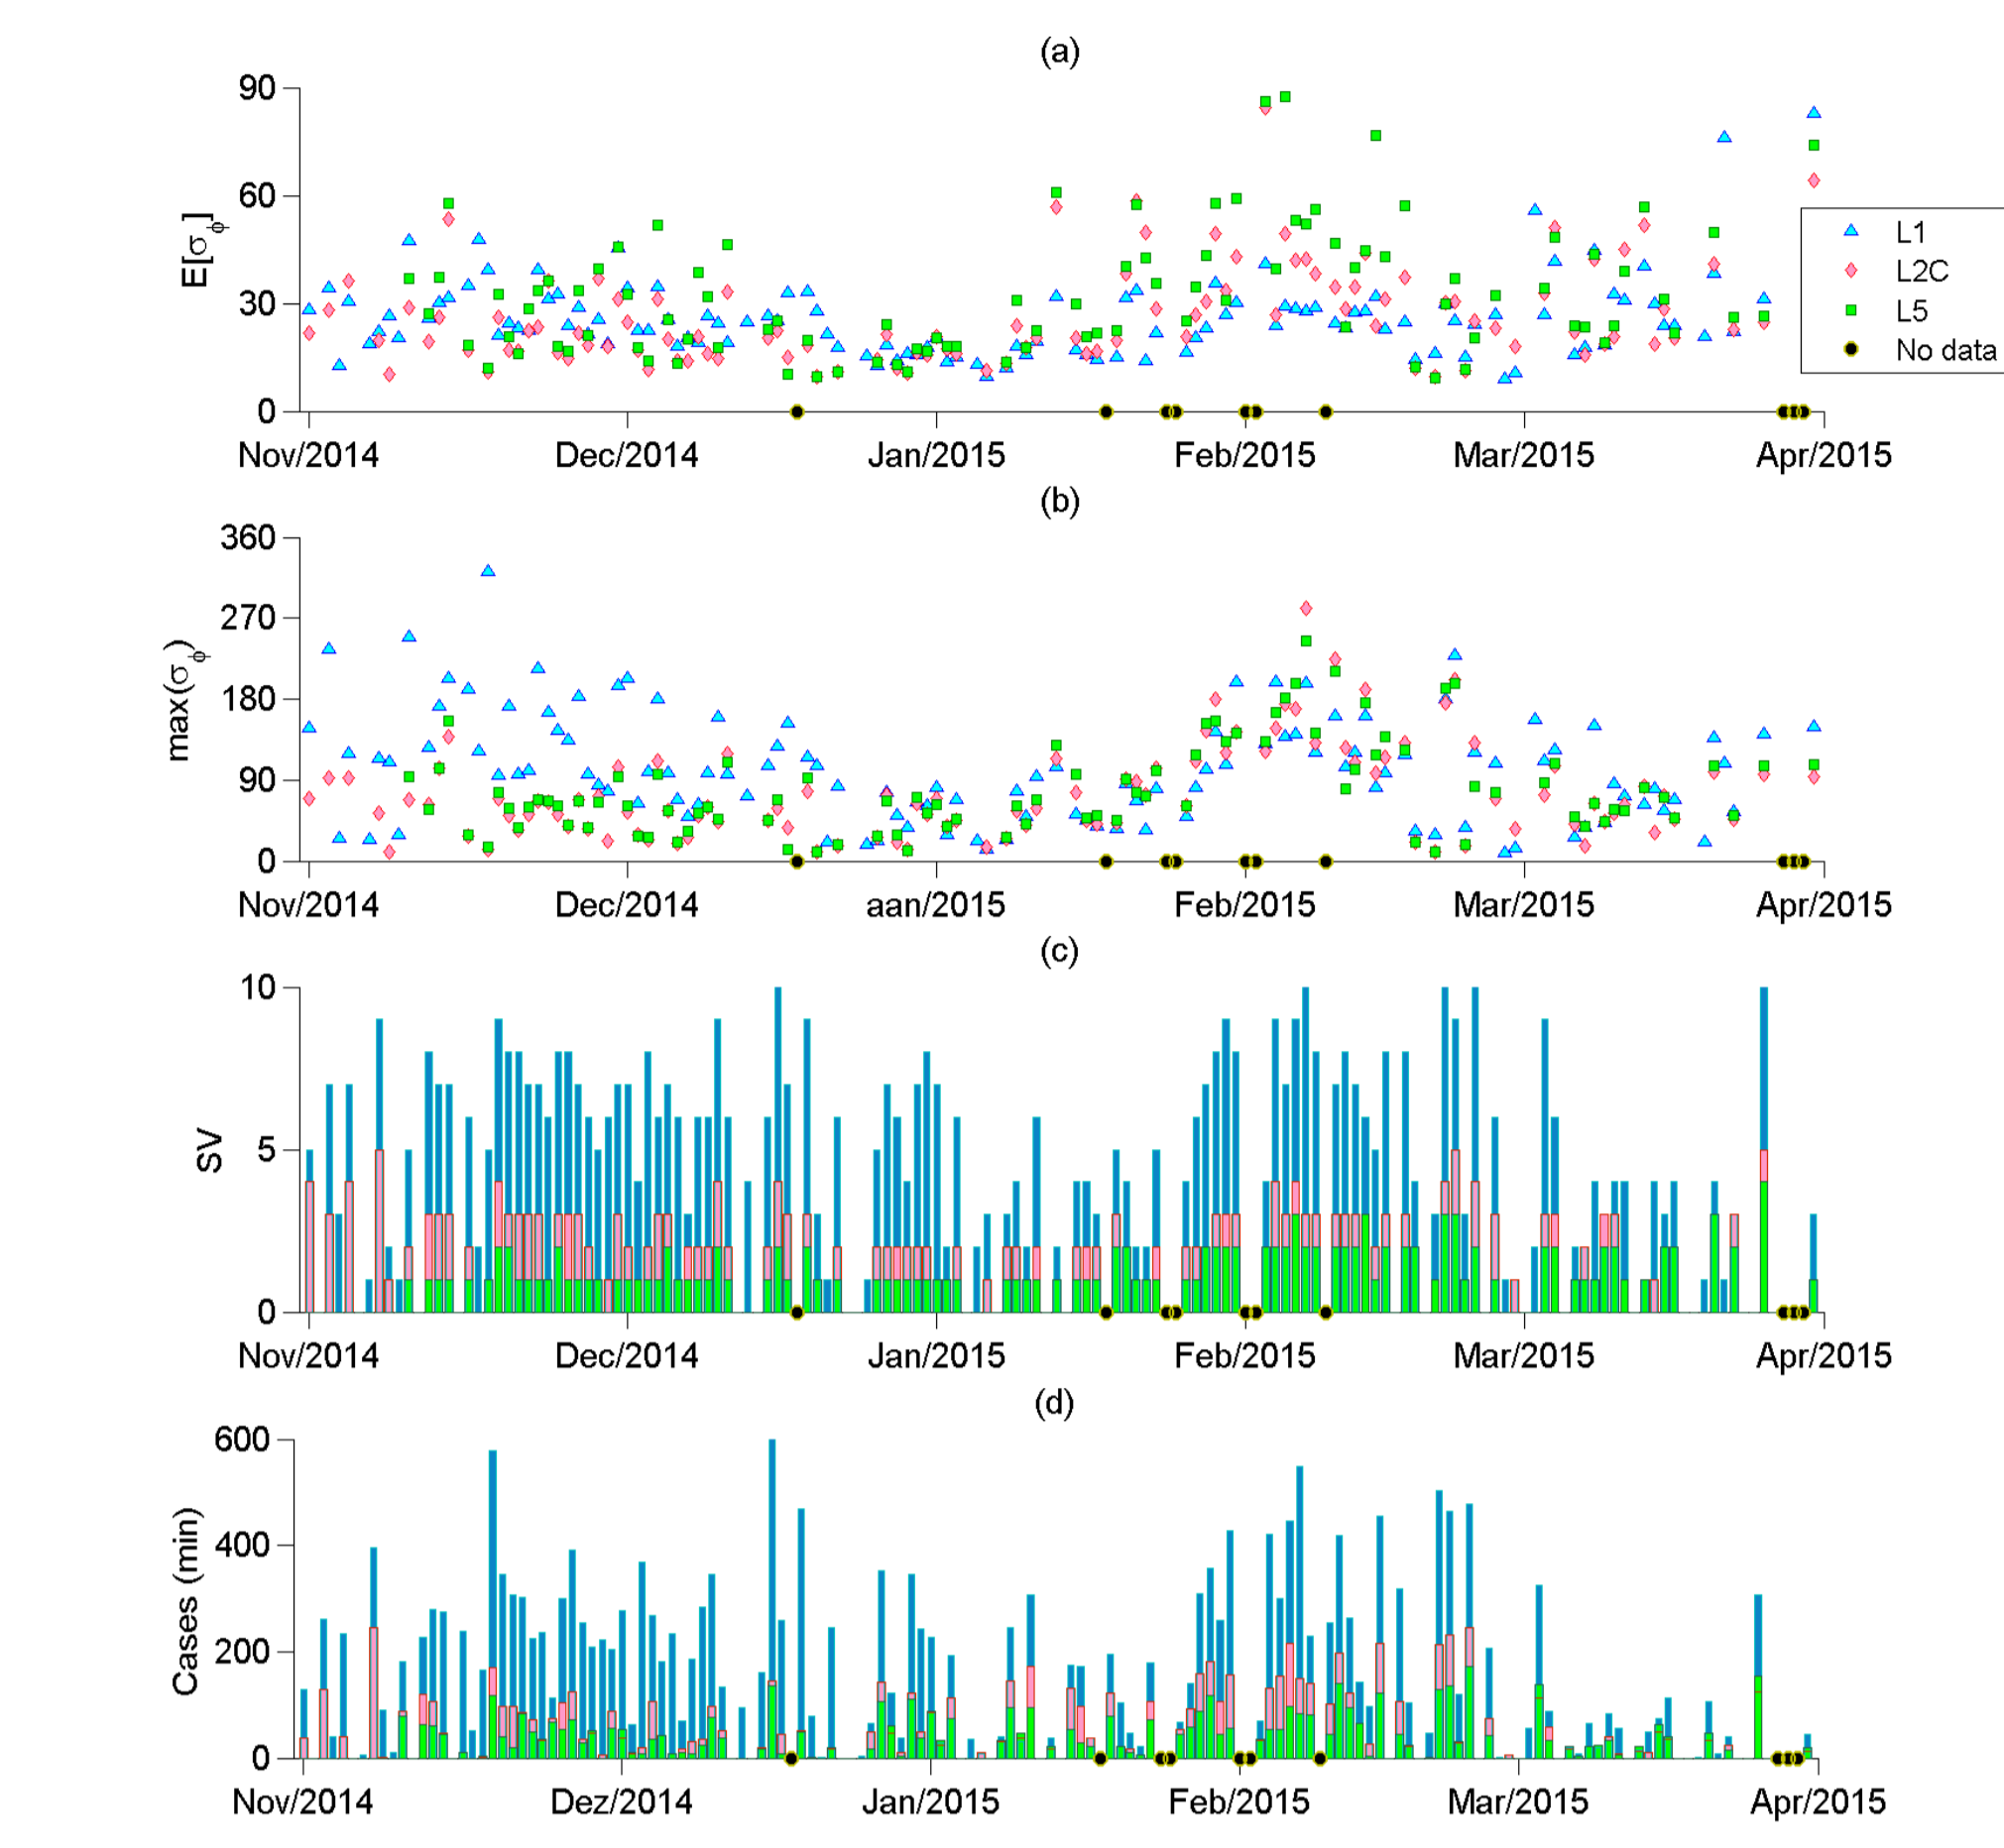 (a)
90
60
30
0
E[σϕ]
Nov/2014 Dec/2014 Jan/2015 Feb/2015 Mar/2015 Apr/2015
L1
L2C
L5
No data
(b)
360
270
180
90
0
max(σϕ)
Nov/2014 Dec/2014 aan/2015 Feb/2015 Mar/2015 Apr/2015
(c)
10
5
0
SV
Nov/2014 Dec/2014 Jan/2015 Feb/2015 Mar/2015 Apr/2015
(d)
600
400
200
0
Cases (min)
Nov/2014 Dez/2014 Jan/2015 Feb/2015 Mar/2015 Apr/2015